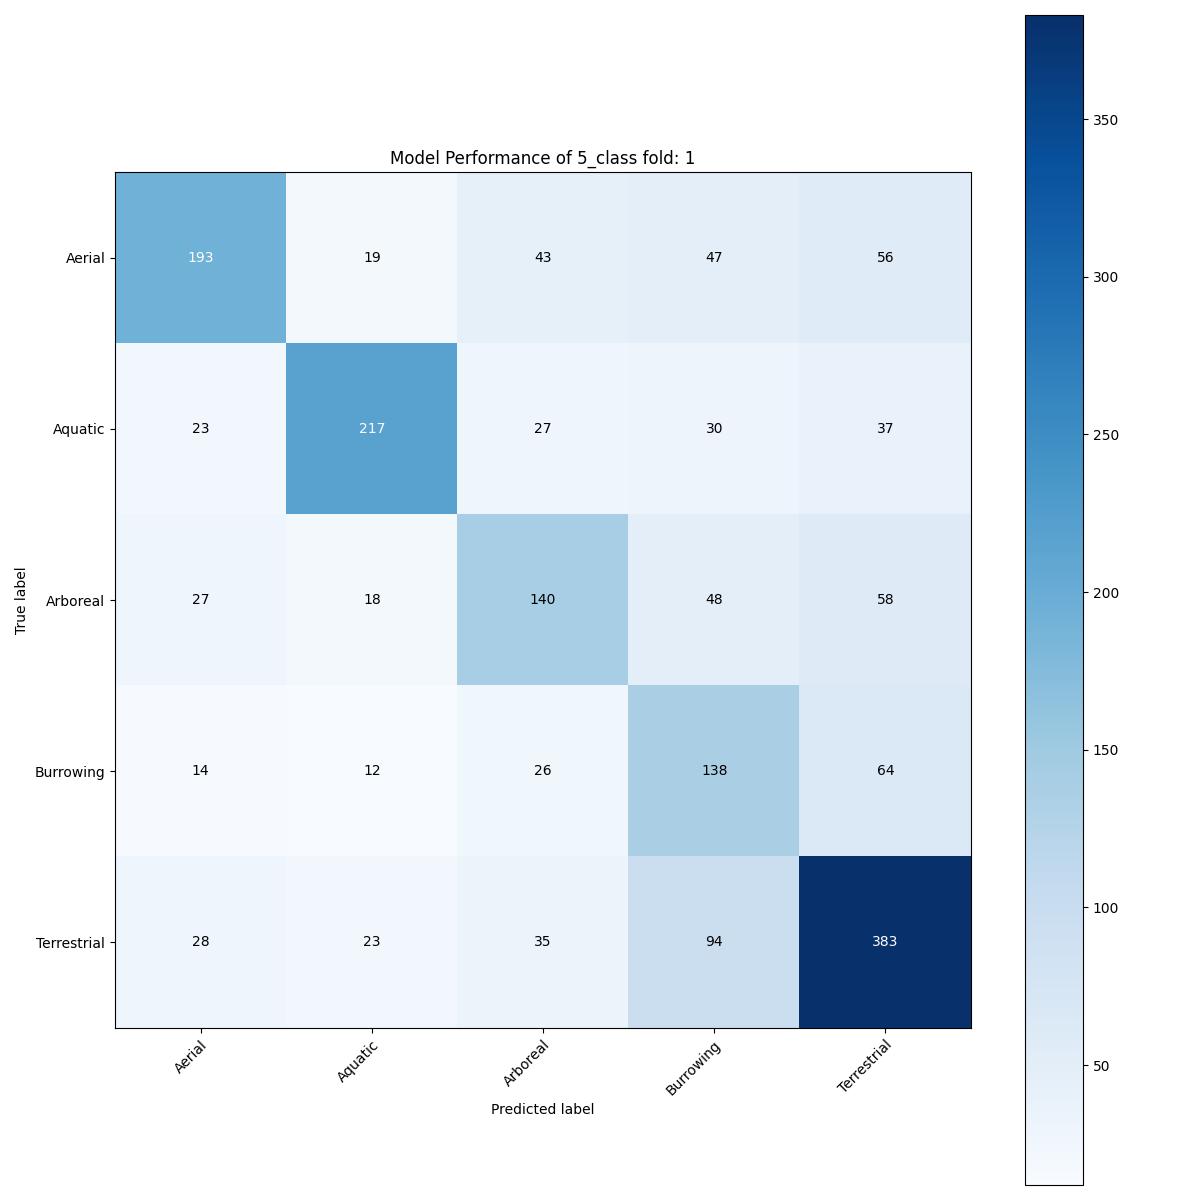 Model Performance of 5_class fold: 1
Aerial 193 19 43 47 56
Aquatic 23 217 27 30 37
Arboreal 27 18 140 48 58
Burrowing 14 12 26 138 64
Terrestrial 28 23 35 94 383
Aerial Aquatic Arboreal Burrowing Terrestrial
True label
Predicted label
350
300
250
200
150
100
50